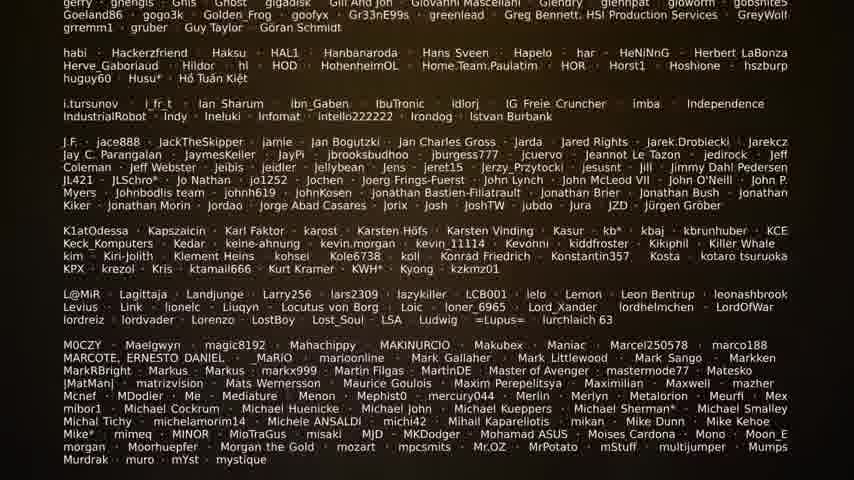 gerry · ghengis · Ghis · Ghost · gigadisk · Gill And Jon · Giovanni Mascellani · Glendry · glennpat · gloworm · gobsnite5
Goeland86 · gogo3k · Golden_Frog · goofyx · Gr33nE99s · greenlead · Greg Bennett. HSI Production Services · GreyWolf
grremm1 · gruber · Guy Taylor · Göran Schmidt
habi · Hackerzfriend · Haksu · HAL1 · Hanbanaroda · Hans Sveen · Hapelo · har · HeNiNnG · Herbert LaBonza
Herve_Gaboriaud · Hildor · hl · HOD · HohenheimOL · Home.Team.Paulatim · HOR · Horst1 · Hoshione · hszburp
huguy60 · Husu* · Hồ Tuấn Kiệt
i.tursunov · i_fr_t · Ian Sharum · ibn_Gaben · IbuTronic · idlorj · IG Freie Cruncher · imba · Independence
IndustrialRobot · Indy · Ineluki · Infomat · intello222222 · Irondog · Istvan Burbank
J.F. · jace888 · JackTheSkipper · jamie · Jan Bogutzki · Jan Charles Gross · Jarda · Jared Rights · Jarek.Drobiecki · Jarekcz
Jay C. Parangalan · JaymesKeller · JayPi · jbrooksbudhoo · jburgess777 · jcuervo · Jeannot Le Tazon · jedirock · Jeff
Coleman · Jeff Webster · Jeibis · jeidler · Jellybean · Jens · jeret15 · Jerzy_Przytocki · jesusnt · Jill · Jimmy Dahl Pedersen
JL421 · JLSchro* · Jo Nathan · jo1252 · Jochen · Joerg Frings-Fuerst · John Lynch · John McLeod VII · John O'Neill · John P.
Myers · Johnbodlis team · johnh619 · JohnKosen · jonathan Bastien-Filiatrault · Jonathan Brier · Jonathan Bush · Jonathan
Kiker · Jonathan Morin · Jordao · Jorge Abad Casares · Jorix · Josh · JoshTW · jubdo · Jura · JZD · Jürgen Gröber
K1atOdessa · Kapszaicin · Karl Faktor · karost · Karsten Höfs · Karsten Vinding · Kasur · kb* · kbaj · kbrunhuber · KCE
Keck_Komputers · Kedar · keine-ahnung · kevin.morgan · kevin_11114 · Kevonni · kiddfroster · Kikiphil · Killer Whale ·
kim · Kiri-Jolith · Klement Heins · kohsei · Kole6738 · koll · Konrad Friedrich · Konstantin357 · Kosta · kotaro tsuruoka
KPX · krezol · Kris · ktamail666 · Kurt Kramer · KWH* · Kyong · kzkmz01
L@MiR · Lagittaja · Landjunge · Larry256 · lars2309 · lazykiller · LCB001 · lelo · Lemon · Leon Bentrup · leonashbrook
Levius · Link · lionelc · Liuqyn · Locutus von Borg · Loic · loner_6965 · Lord_Xander · lordhelmchen · LordOfWar ·
lordreiz · lordvader · Lorenzo · LostBoy · Lost_Soul · LSA · Ludwig · =Lupus= · lurchlaich 63
M0CZY · Maelgwyn · magic8192 · Mahachippy · MAKINURCIO · Makubex · Maniac · Marcel250578 · marco188
MARCOTE, ERNESTO DANIEL · _MaRiO · marioonline · Mark Gallaher · Mark Littlewood · Mark Sango · Markken
MarkRBright · Markus · Markus · markx999 · Martin Filgas · MartinDE · Master of Avenger · mastermode77 · Matesko
|MatMan| · matrizvision · Mats Wernersson · Maurice Goulois · Maxim Perepelitsya · Maximilian · Maxwell · mazher
Mcnef · MDodier · Me · Mediature · Menon · Mephist0 · mercury044 · Merlin · Merlyn · Metalorion · Meurfi · Mex
mibor1 · Michael Cockrum · Michael Huenicke · Michael John · Michael Kueppers · Michael Sherman* · Michael Smalley
Michal Tichy · michelamorim14 · Michele ANSALDI · michi42 · Mihail Kapareliotis · mikan · Mike Dunn · Mike Kehoe
Mike* · mimeq · MINOR · MioTraGus · misaki · MjD · MKDodger · Mohamad ASUS · Moises Cardona · Mono · Moon_E
morgan · Moorhuepfer · Morgan the Gold · mozart · mpcsmits · Mr.OZ · MrPotato · mStuff · multijumper · Mumps
Murdrak · muro · mYst · mystique